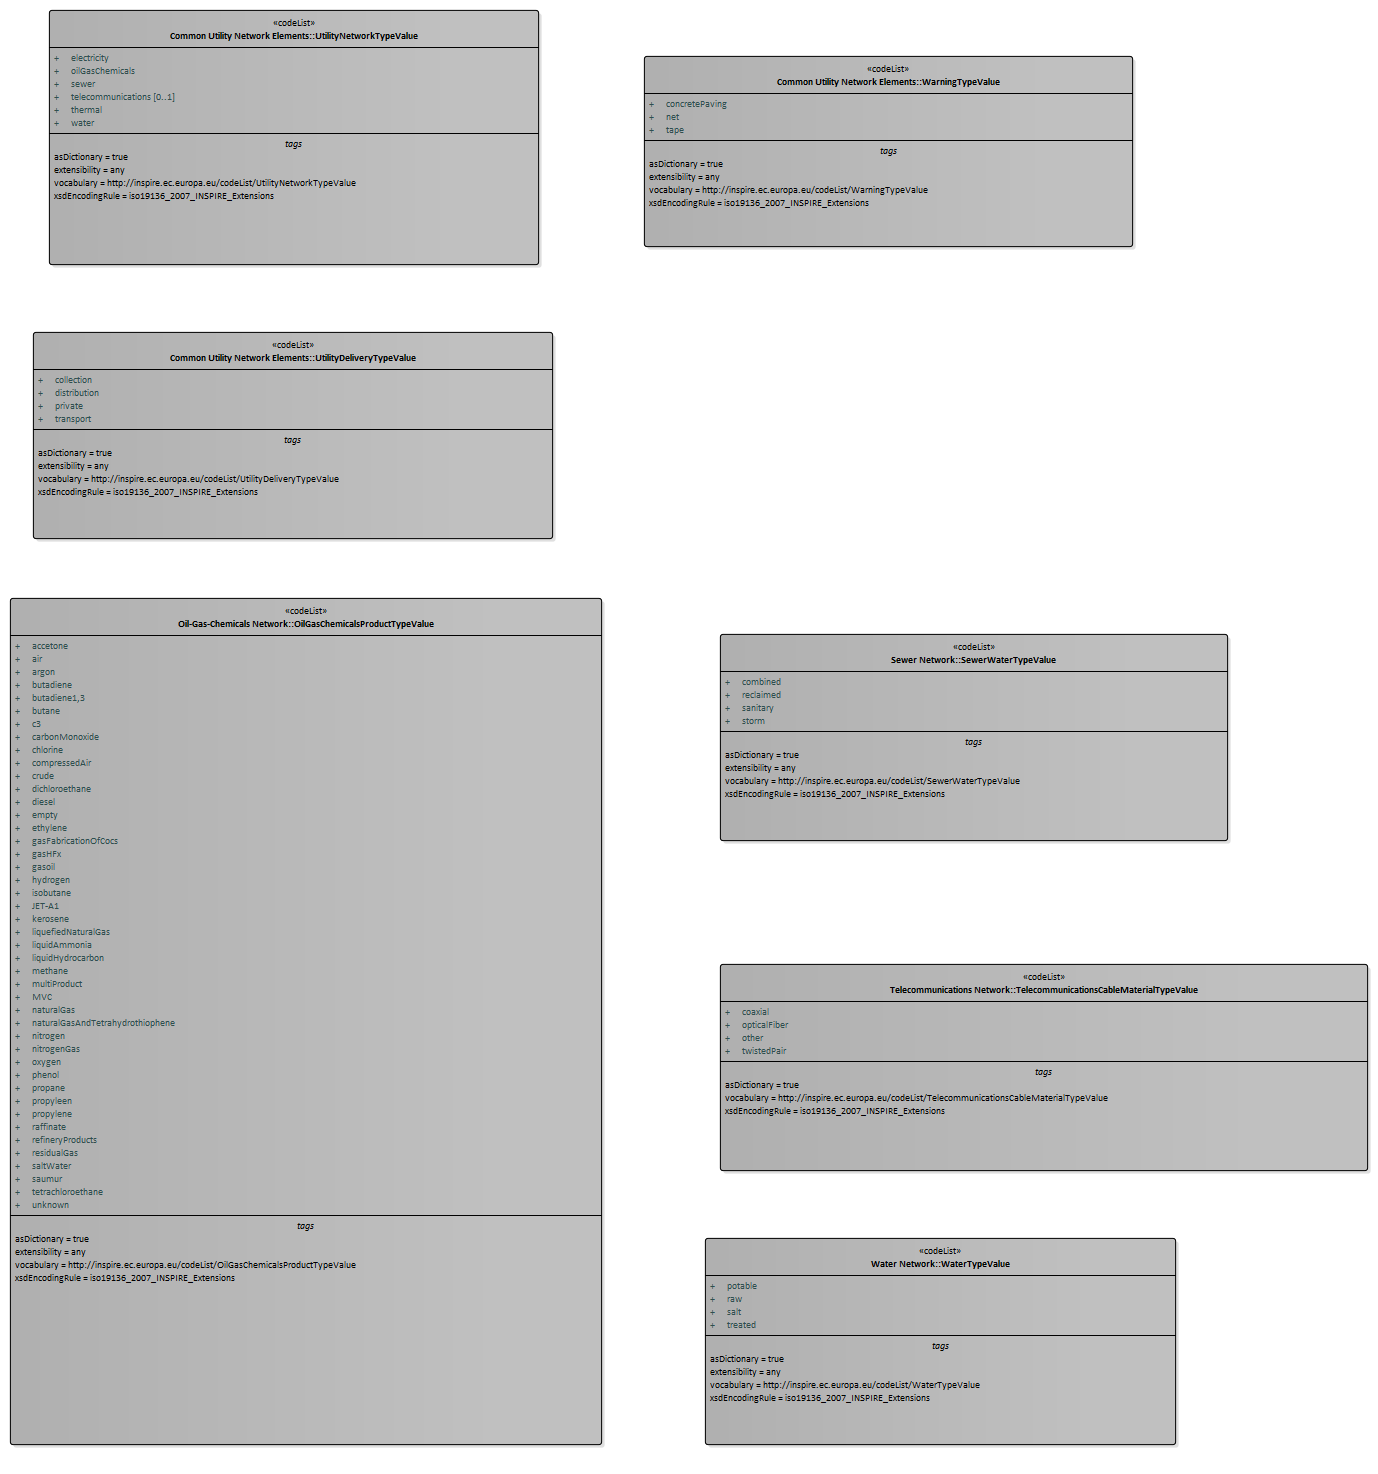 «codeList»
Common Utility Network Elements::UtilityNetworkTypeValue
+ electricity
+ oilGasChemicals
+ sewer
+ telecommunications [0..1]
+ thermal
+ water
tags
asDictionary = true
extensibility = any
vocabulary = http://inspire.ec.europa.eu/codeList/UtilityNetworkTypeValue
xsdEncodingRule = iso19136_2007_INSPIRE_Extensions
«codeList»
Common Utility Network Elements::WarningTypeValue
+ concretePaving
+ net
+ tape
tags
asDictionary = true
extensibility = any
vocabulary = http://inspire.ec.europa.eu/codeList/WarningTypeValue
xsdEncodingRule = iso19136_2007_INSPIRE_Extensions
«codeList»
Common Utility Network Elements::UtilityDeliveryTypeValue
+ collection
+ distribution
+ private
+ transport
tags
asDictionary = true
extensibility = any
vocabulary = http://inspire.ec.europa.eu/codeList/UtilityDeliveryTypeValue
xsdEncodingRule = iso19136_2007_INSPIRE_Extensions
«codeList»
Oil-Gas-Chemicals Network::OilGasChemicalsProductTypeValue
+ accetone
+ air
+ argon
+ butadiene
+ butadiene1,3
+ butane
+ c3
+ carbonMonoxide
+ chlorine
+ compressedAir
+ crude
+ dichloroethane
+ diesel
+ empty
+ ethylene
+ gasFabricationOfCocs
+ gasHFx
+ gasoil
+ hydrogen
+ isobutane
+ JET-A1
+ kerosene
+ liquefiedNaturalGas
+ liquidAmmonia
+ liquidHydrocarbon
+ methane
+ multiProduct
+ MVC
+ naturalGas
+ naturalGasAndTetrahydrothiophene
+ nitrogen
+ nitrogenGas
+ oxygen
+ phenol
+ propane
+ propyleen
+ propylene
+ raffinate
+ refineryProducts
+ residualGas
+ saltWater
+ saumur
+ tetrachloroethane
+ unknown
tags
asDictionary = true
extensibility = any
vocabulary = http://inspire.ec.europa.eu/codeList/OilGasChemicalsProductTypeValue
xsdEncodingRule = iso19136_2007_INSPIRE_Extensions
«codeList»
Sewer Network::SewerWaterTypeValue
+ combined
+ reclaimed
+ sanitary
+ storm
tags
asDictionary = true
extensibility = any
vocabulary = http://inspire.ec.europa.eu/codeList/SewerWaterTypeValue
xsdEncodingRule = iso19136_2007_INSPIRE_Extensions
«codeList»
Telecommunications Network::TelecommunicationsCableMaterialTypeValue
+ coaxial
+ opticalFiber
+ other
+ twistedPair
tags
asDictionary = true
vocabulary = http://inspire.ec.europa.eu/codeList/TelecommunicationsCableMaterialTypeValue
xsdEncodingRule = iso19136_2007_INSPIRE_Extensions
«codeList»
Water Network::WaterTypeValue
+ potable
+ raw
+ salt
+ treated
tags
asDictionary = true
extensibility = any
vocabulary = http://inspire.ec.europa.eu/codeList/WaterTypeValue
xsdEncodingRule = iso19136_2007_INSPIRE_Extensions